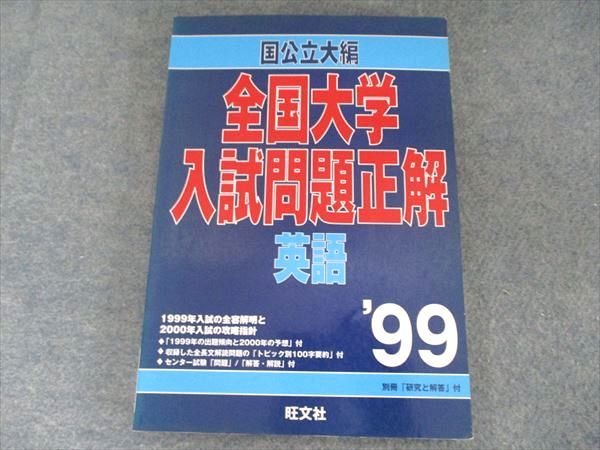 国公立大編
全国大学
入試問題正解
英語
1999年入試の全容解明と
2000年入試の攻略指針
◆「1999年の出題傾向と2000年の予想」付
◆収録した全長文解読問題の「トピック別100字要約」付
◆センター試験「問題」/「解答・解説」付
'99
別冊「研究と解答」付
旺文社